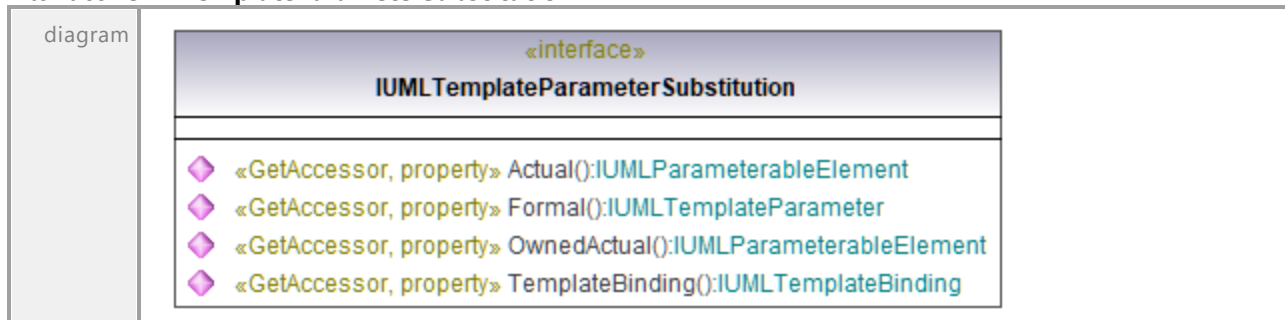 diagram
«interface»
IUMLTemplateParameterSubstitution
«GetAccessor, property» Actual():IUMLParameterableElement
«GetAccessor, property» Formal():IUMLTemplateParameter
«GetAccessor, property» OwnedActual():IUMLParameterableElement
«GetAccessor, property» TemplateBinding():IUMLTemplateBinding